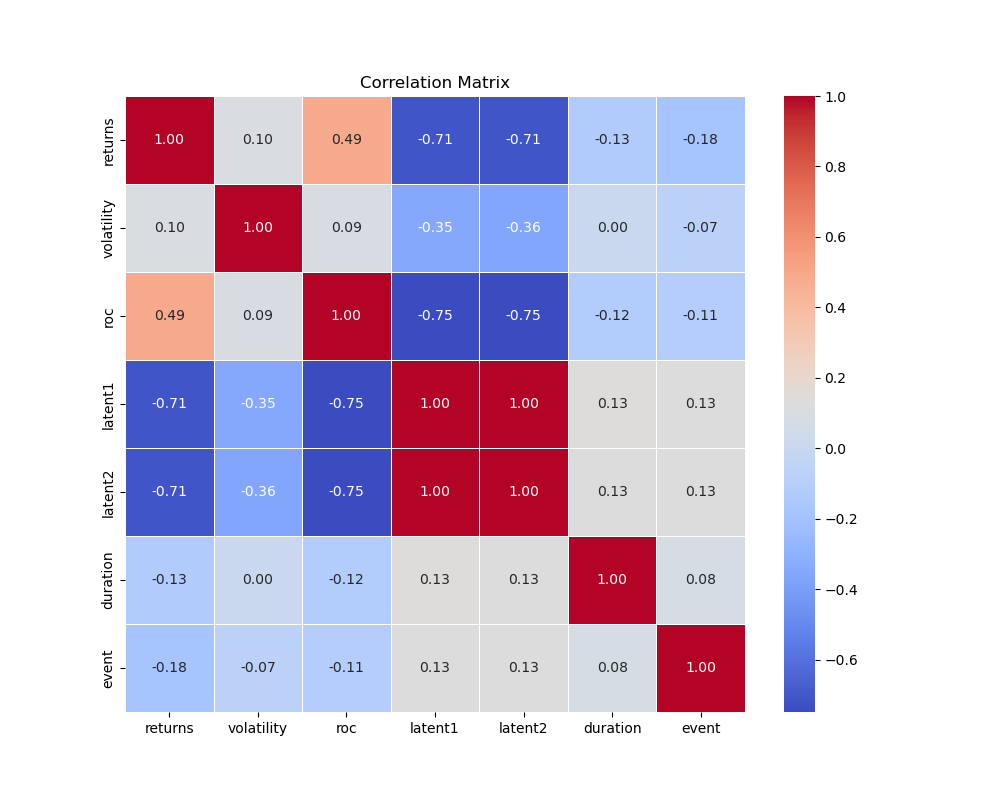 Correlation Matrix
returns 1.00 0.10 0.49 -0.71 -0.71 -0.13 -0.18
volatility 0.10 1.00 0.09 -0.35 -0.36 0.00 -0.07
roc 0.49 0.09 1.00 -0.75 -0.75 -0.12 -0.11
latent1 -0.71 -0.35 -0.75 1.00 1.00 0.13 0.13
latent2 -0.71 -0.36 -0.75 1.00 1.00 0.13 0.13
duration -0.13 0.00 -0.12 0.13 0.13 1.00 0.08
event -0.18 -0.07 -0.11 0.13 0.13 0.08 1.00
returns volatility roc latent1 latent2 duration event
1.0
0.8
0.6
0.4
0.2
0.0
−0.2
−0.4
−0.6